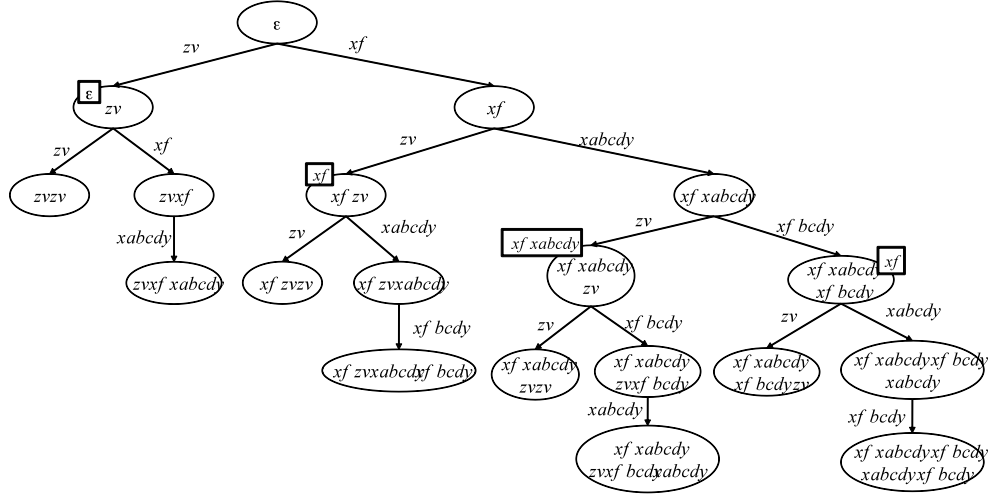 ε
zv
xf
ε
zv
xf
zv
xf
zv
xabcdy
zvzv
zvxf
xf
xf zv
xf xabcdy
xabcdy
zv
xabcdy
zv
xf bcdy
zvxf xabcdy
xf zvzv
xf zvxabcdy
xf xabcdy
xf xabcdy
zv
xf xabcdy
xf bcdy
xf
xf bcdy
zv
xf bcdy
zv
xabcdy
xf zvxabcdyxf bcdy
xf xabcdy
zvzv
xf xabcdy
zvxf bcdy
xf xabcdy
xf bcdyzv
xf xabcdyxf bcdy
xabcdy
xabcdy
xf bcdy
xf xabcdy
zvxf bcdyxabcdy
xf xabcdyxf bcdy
xabcdyxf bcdy